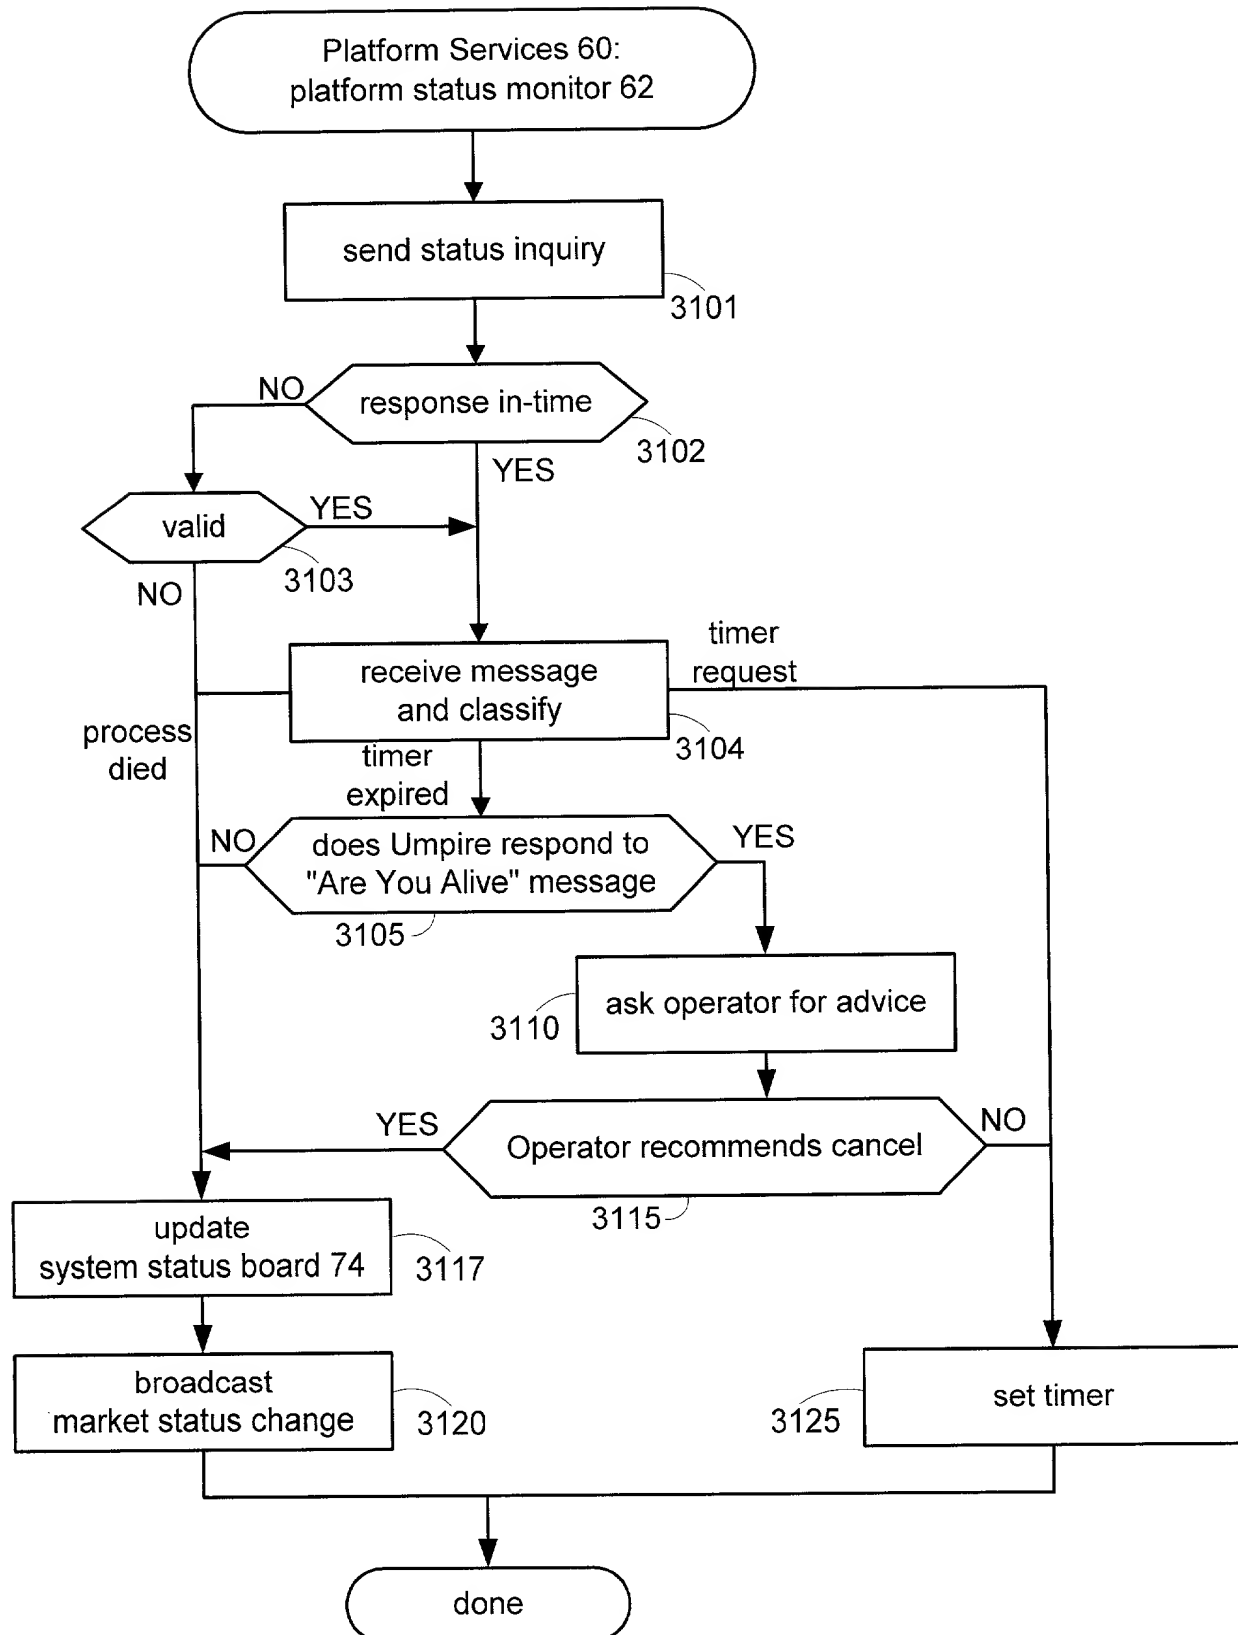 Platform Services 60:
platform status monitor 62
send status inquiry
3101
NO
response in-time
3102
YES
valid
YES
3103
NO
timer
request
receive message
and classify
3104
process
died
timer
expired
NO
does Umpire respond to
"Are You Alive" message
YES
3105
ask operator for advice
3110
YES
Operator recommends cancel
NO
3115
update
system status board 74
3117
broadcast
market status change
3120
set timer
3125
done